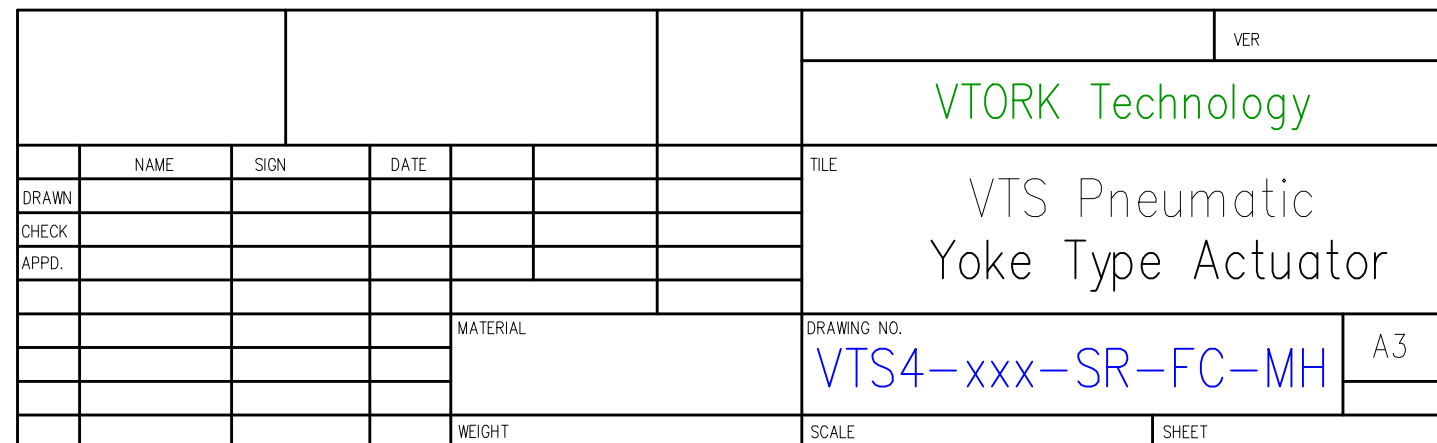 VER
VTORK Technology
NAME SIGN DATE TILE
VTS Pneumatic
DRAWN
CHECK
Yoke Type Actuator
APPD.
MATERIAL DRAWING NO.
VTS4-xxx-SR-FC-MH A3
WEIGHT SCALE SHEET